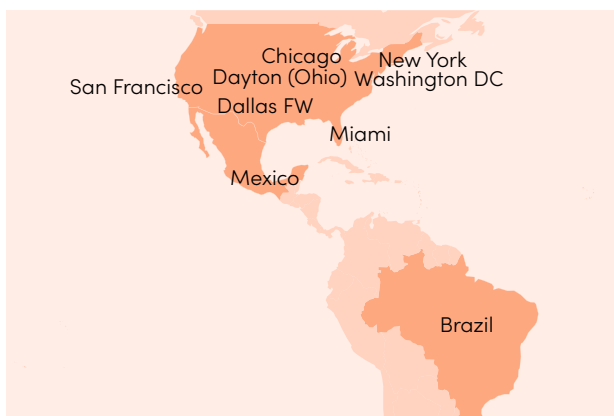 Chicago
New York
Dayton (Ohio)
Washington DC
San Francisco
Dallas FW
Miami
Mexico
Brazil